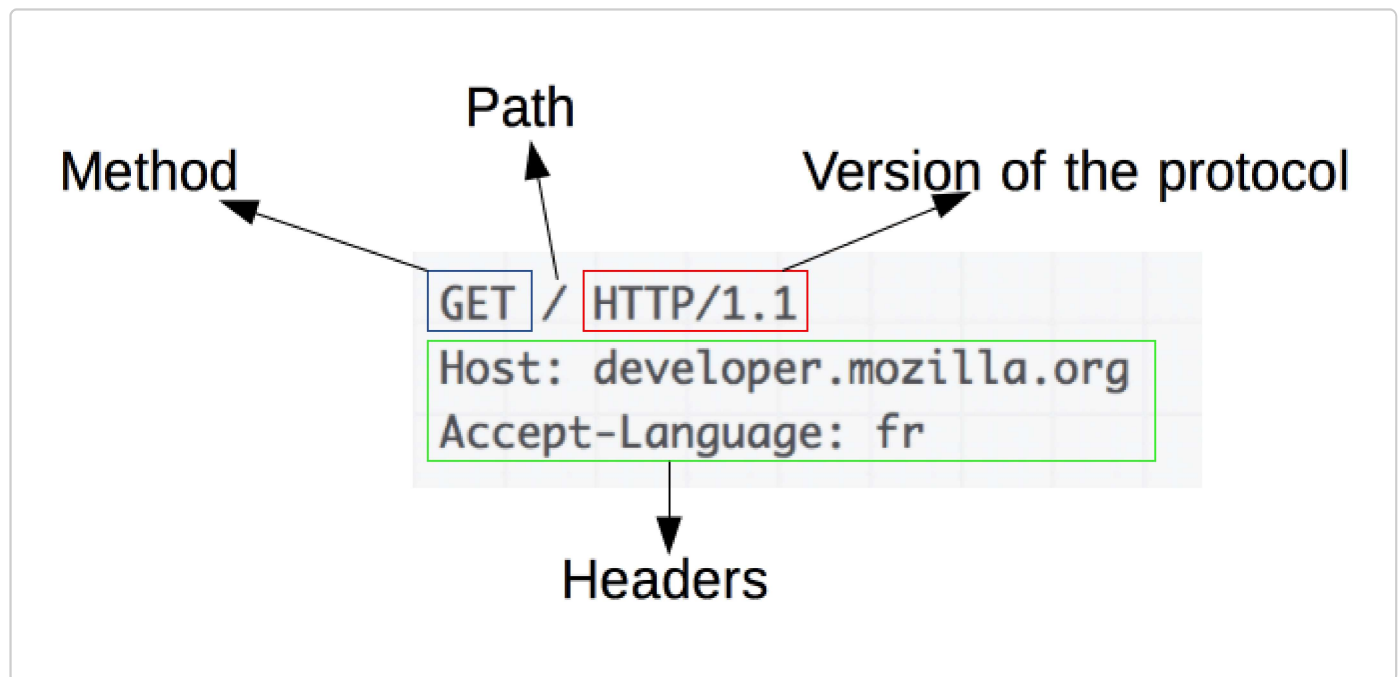 Path
Method
Version of the protocol
GET / HTTP/1.1
Host: developer.mozilla.org
Accept-Language: fr
Headers